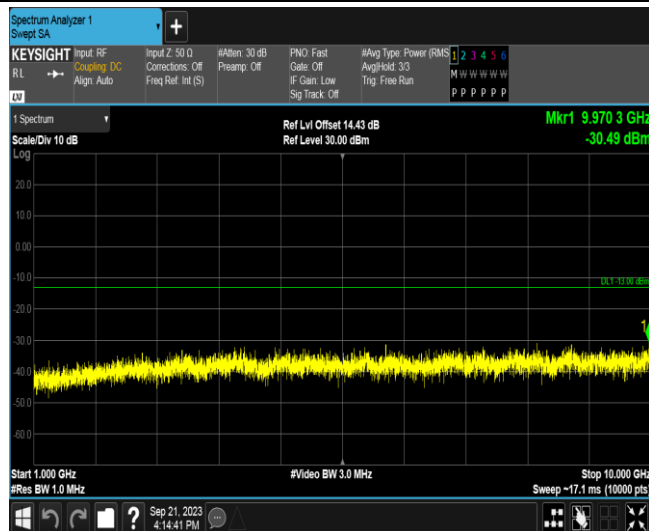 Spectrum Analyzer 1
Swept SA
+
KEYSIGHT
RL
LXI
Input: RF
Coupling: DC
Align: Auto
Input Z: 50 Ω
Corrections: Off
Freq Ref: Int (S)
#Atten: 30 dB
Preamp: Off
PNO: Fast
Gate: Off
IF Gain: Low
Sig Track: Off
#Avg Type: Power (RMS
Avg|Hold: 3/3
Trig: Free Run
1 2 3 4 5 6
M W W W W W
P P P P P P
1 Spectrum
Scale/Div 10 dB
Log
Ref Lvl Offset 14.43 dB
Ref Level 30.00 dBm
Mkr1 9.970 3 GHz
-30.49 dBm
20.0
10.0
0.00
-10.0
DL1 -13.00 dBm
-20.0
1
-30.0
-40.0
-50.0
-60.0
Start 1.000 GHz
#Res BW 1.0 MHz
#Video BW 3.0 MHz
Stop 10.000 GHz
Sweep ~17.1 ms (10000 pts)
?
Sep 21, 2023
4:14:41 PM